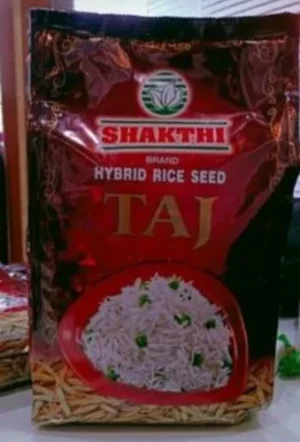 SHAKTHI
BRAND
HYBRID RICE SEED
TAJ